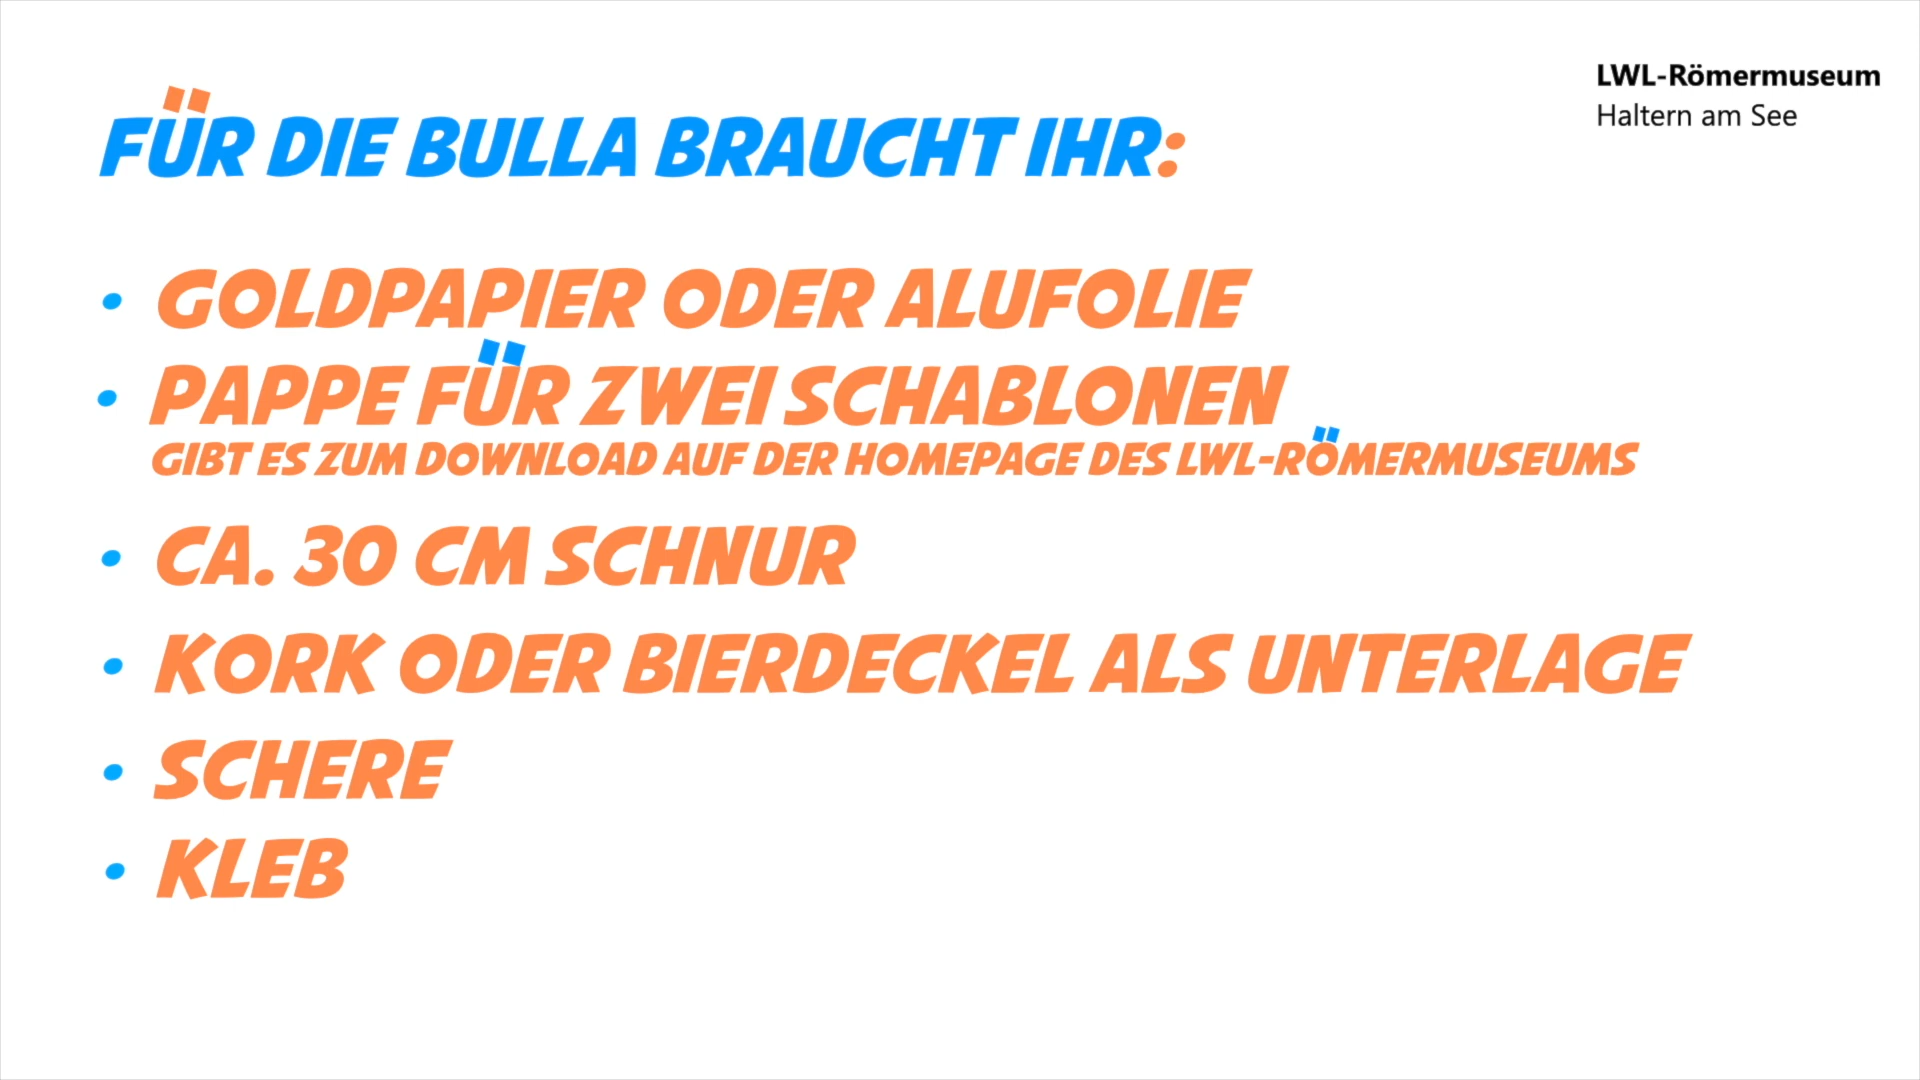 LWL-Römermuseum
Haltern am See
FÜR DIE BULLA BRAUCHT IHR:
• GOLDPAPIER ODER ALUFOLIE
• PAPPE FÜR ZWEI SCHABLONEN
GIBT ES ZUM DOWNLOAD AUF DER HOMEPAGE DES LWL-RÖMERMUSEUMS
• CA. 30 CM SCHNUR
• KORK ODER BIERDECKEL ALS UNTERLAGE
• SCHERE
• KLEB